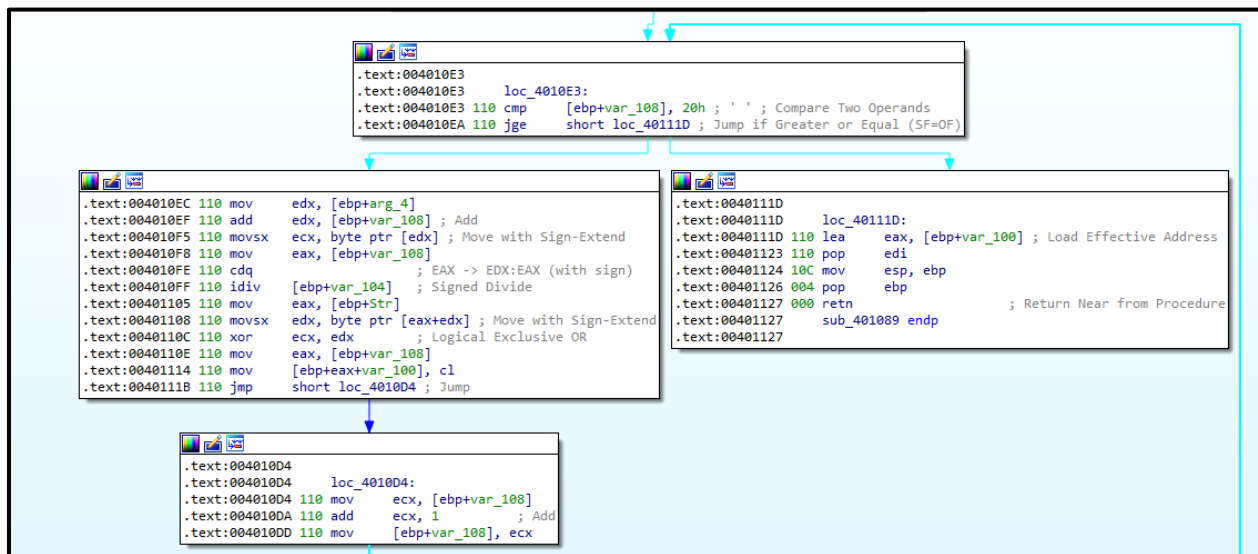 .text:004010E3
.text:004010E3 loc_4010E3:
.text:004010E3 110 cmp [ebp+var_108], 20h ; ' ' ; Compare Two Operands
.text:004010EA 110 jge short loc_40111D ; Jump if Greater or Equal (SF=OF)
.text:004010EC 110 mov edx, [ebp+arg_4]
.text:004010EF 110 add edx, [ebp+var_108] ; Add
.text:004010F5 110 movsx ecx, byte ptr [edx] ; Move with Sign-Extend
.text:004010F8 110 mov eax, [ebp+var_108]
.text:004010FE 110 cdq ; EAX -> EDX:EAX (with sign)
.text:004010FF 110 idiv [ebp+var_104] ; Signed Divide
.text:00401105 110 mov eax, [ebp+Str]
.text:00401108 110 movsx edx, byte ptr [eax+edx] ; Move with Sign-Extend
.text:0040110C 110 xor ecx, edx ; Logical Exclusive OR
.text:0040110E 110 mov eax, [ebp+var_108]
.text:00401114 110 mov [ebp+eax+var_100], cl
.text:0040111B 110 jmp short loc_4010D4 ; Jump
.text:0040111D
.text:0040111D loc_40111D:
.text:0040111D 110 lea eax, [ebp+var_100] ; Load Effective Address
.text:00401123 110 pop edi
.text:00401124 10C mov esp, ebp
.text:00401126 004 pop ebp
.text:00401127 000 retn ; Return Near from Procedure
.text:00401127 sub_401089 endp
.text:00401127
.text:004010D4
.text:004010D4 loc_4010D4:
.text:004010D4 110 mov ecx, [ebp+var_108]
.text:004010DA 110 add ecx, 1 ; Add
.text:004010DD 110 mov [ebp+var_108], ecx